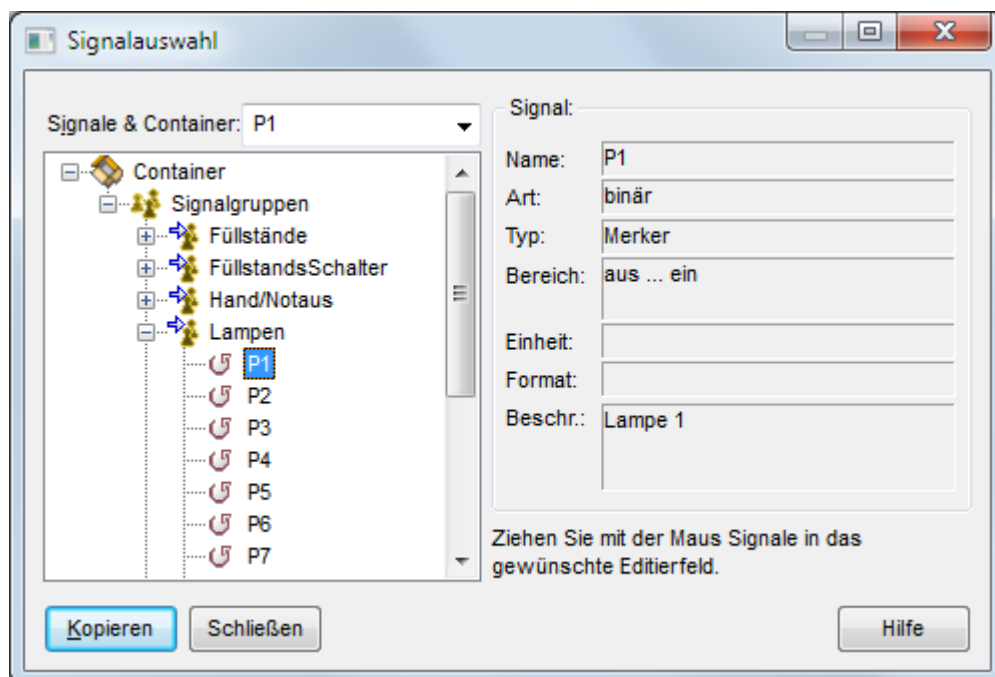 Signalauswahl
Signale & Container: P1
Container
Signalgruppen
Füllstände
FüllstandsSchalter
Hand/Notaus
Lampen
P1
P2
P3
P4
P5
P6
P7
Signal:
Name: P1
Art: binär
Typ: Merker
Bereich: aus ... ein
Einheit:
Format:
Beschr.: Lampe 1
Ziehen Sie mit der Maus Signale in das
gewünschte Editierfeld.
Kopieren
Schließen
Hilfe